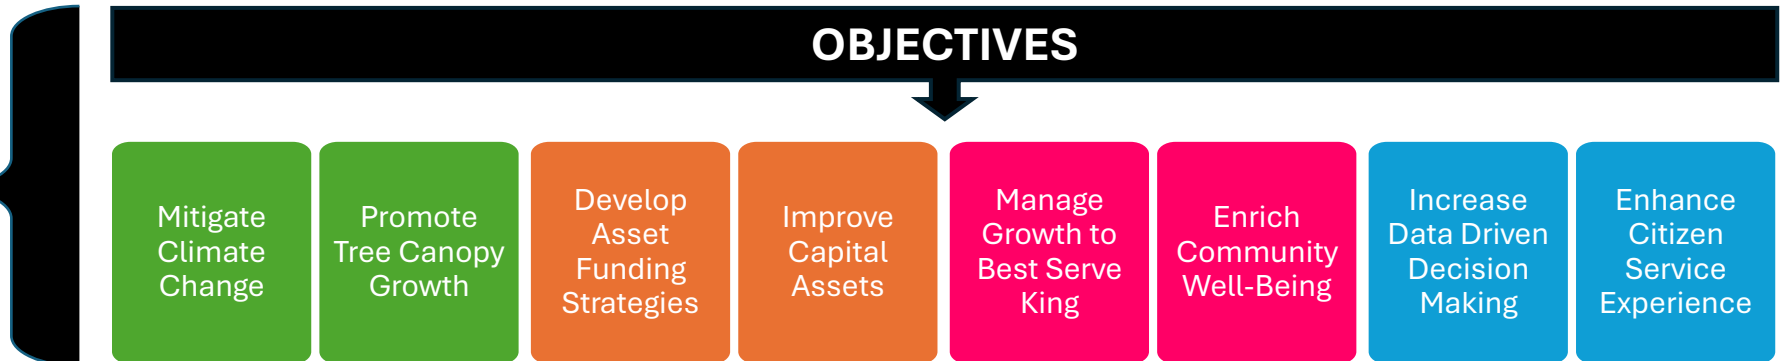 OBJECTIVES
Mitigate
Climate
Change
Promote
Tree Canopy
Growth
Develop
Asset
Funding
Strategies
Improve
Capital
Assets
Manage
Growth to
Best Serve
King
Enrich
Community
Well-Being
Increase
Data Driven
Decision
Making
Enhance
Citizen
Service
Experience